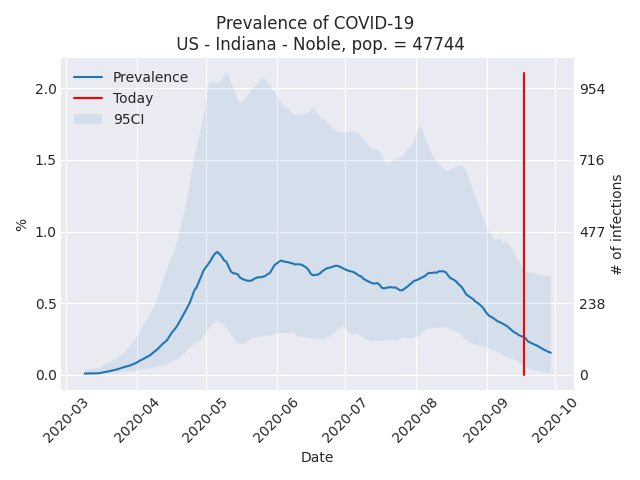 Prevalence of COVID-19
US - Indiana - Noble, pop. = 47744
Prevalence
Today
95CI
2.0
1.5
1.0
0.5
0.0
%
954
716
477
238
0
# of infections
2020-03
2020-04
2020-05
2020-06
2020-07
2020-08
2020-09
2020-10
Date